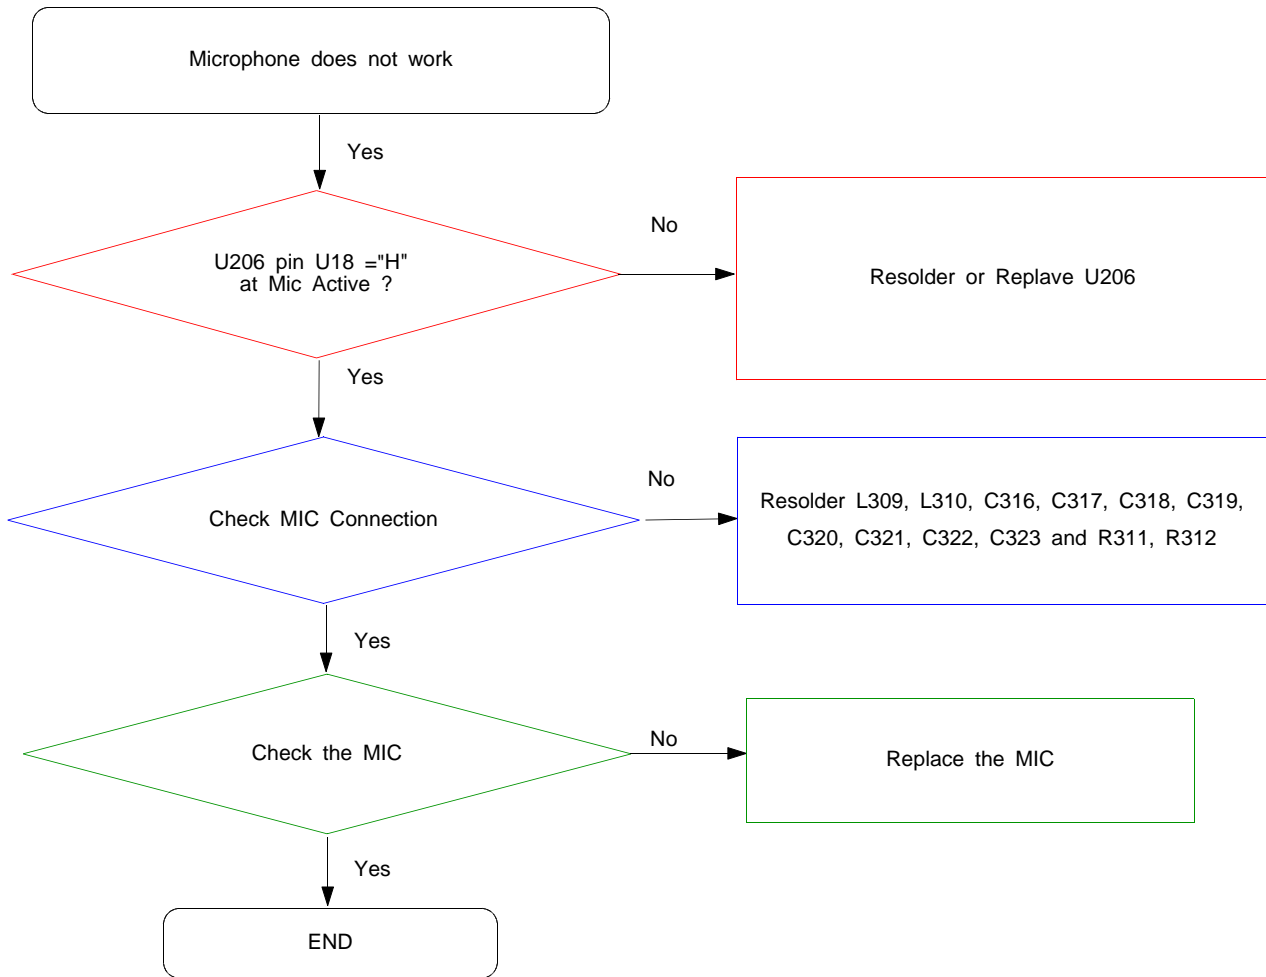 Microphone does not work
Yes
No
U206 pin U18 ="H"
at Mic Active ?
Resolder or Replave U206
Yes
No
Check MIC Connection
Resolder L309, L310, C316, C317, C318, C319,
C320, C321, C322, C323 and R311, R312
Yes
No
Check the MIC
Replace the MIC
Yes
END